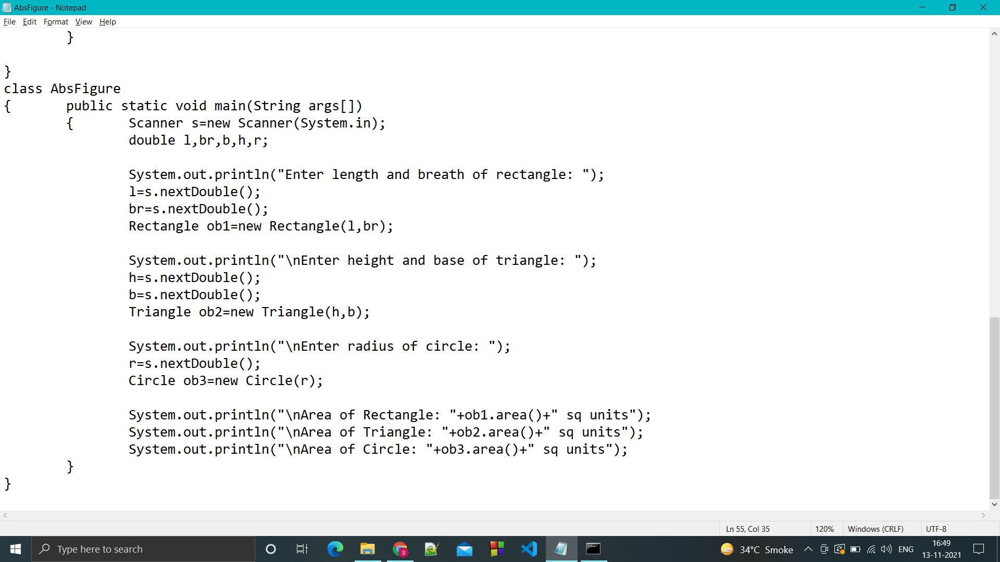 AbsFigure - Notepad
File Edit Format View Help
}
}
class AbsFigure
{ public static void main(String args[])
{ Scanner s=new Scanner(System.in);
double l,br,b,h,r;
System.out.println("Enter length and breath of rectangle: ");
l=s.nextDouble();
br=s.nextDouble();
Rectangle ob1=new Rectangle(l,br);
System.out.println("\nEnter height and base of triangle: ");
h=s.nextDouble();
b=s.nextDouble();
Triangle ob2=new Triangle(h,b);
System.out.println("\nEnter radius of circle: ");
r=s.nextDouble();
Circle ob3=new Circle(r);
System.out.println("\nArea of Rectangle: "+ob1.area()+" sq units");
System.out.println("\nArea of Triangle: "+ob2.area()+" sq units");
System.out.println("\nArea of Circle: "+ob3.area()+" sq units");
}
}
Ln 55, Col 35 120% Windows (CRLF) UTF-8
Type here to search
S
34°C Smoke
ENG
16:49
13-11-2021